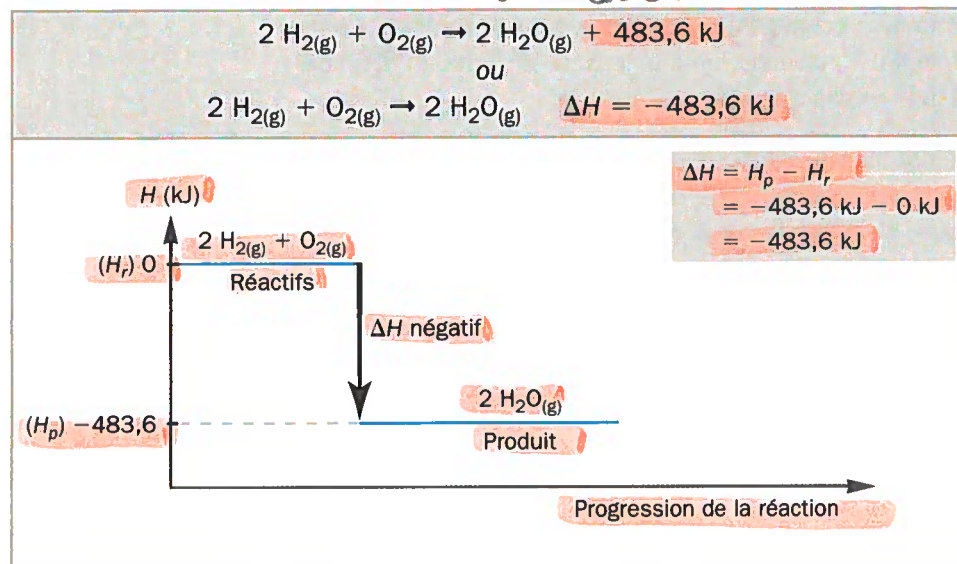 2 H₂(g) + O₂(g) → 2 H₂O(g) + 483,6 kJ
ou
2 H₂(g) + O₂(g) → 2 H₂O(g) ΔH = −483,6 kJ
ΔH = Hp − Hr
= −483,6 kJ − 0 kJ
= −483,6 kJ
H (kJ)
2 H₂(g) + O₂(g)
(Hr) 0
Réactifs
ΔH négatif
2 H₂O(g)
(Hp) −483,6
Produit
Progression de la réaction